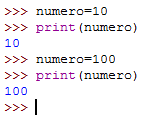 >>> numero=10
>>> print(numero)
10
>>> numero=100
>>> print(numero)
100
>>>